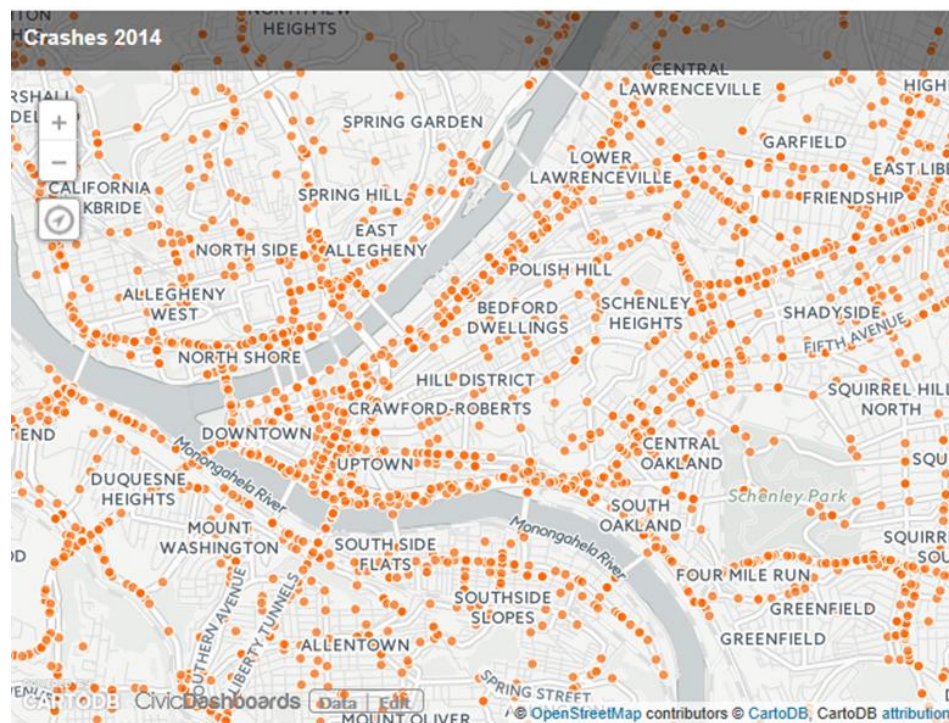 NORTHVIEW
HEIGHTS
Crashes 2014
CENTRAL
LAWRENCEVILLE
+
−
SPRING GARDEN
GARFIELD
LOWER
LAWRENCEVILLE
EAST LIBE
CALIFORNIA
KBRIDE
SPRING HILL
FRIENDSHIP
EAST
ALLEGHENY
NORTH SIDE
POLISH HILL
ALLEGHENY
WEST
BEDFORD
DWELLINGS
SCHENLEY
HEIGHTS
SHADYSIDE
FIFTH AVENUE
NORTH SHORE
HILL DISTRICT
CRAWFORD-ROBERTS
SQUIRREL HIL
NORTH
DOWNTOWN
T END
Monongahela River
UPTOWN
CENTRAL
OAKLAND
DUQUESNE
HEIGHTS
Schenley Park
SOUTH
OAKLAND
MOUNT
WASHINGTON
SOUTH SIDE
FLATS
Monongahela River
SQUIRRE
SOU
FOUR MILE RUN
SOUTHERN AVENUE
LIBERTY TUNNELS
SOUTHSIDE
SLOPES
GREENFIELD
GREENFIELD
ALLENTOWN
SPRING STREET
CARTODB CivicDashboards Data Edit
MOUNT OLIVER
© OpenStreetMap contributors © CartoDB, CartoDB attribution